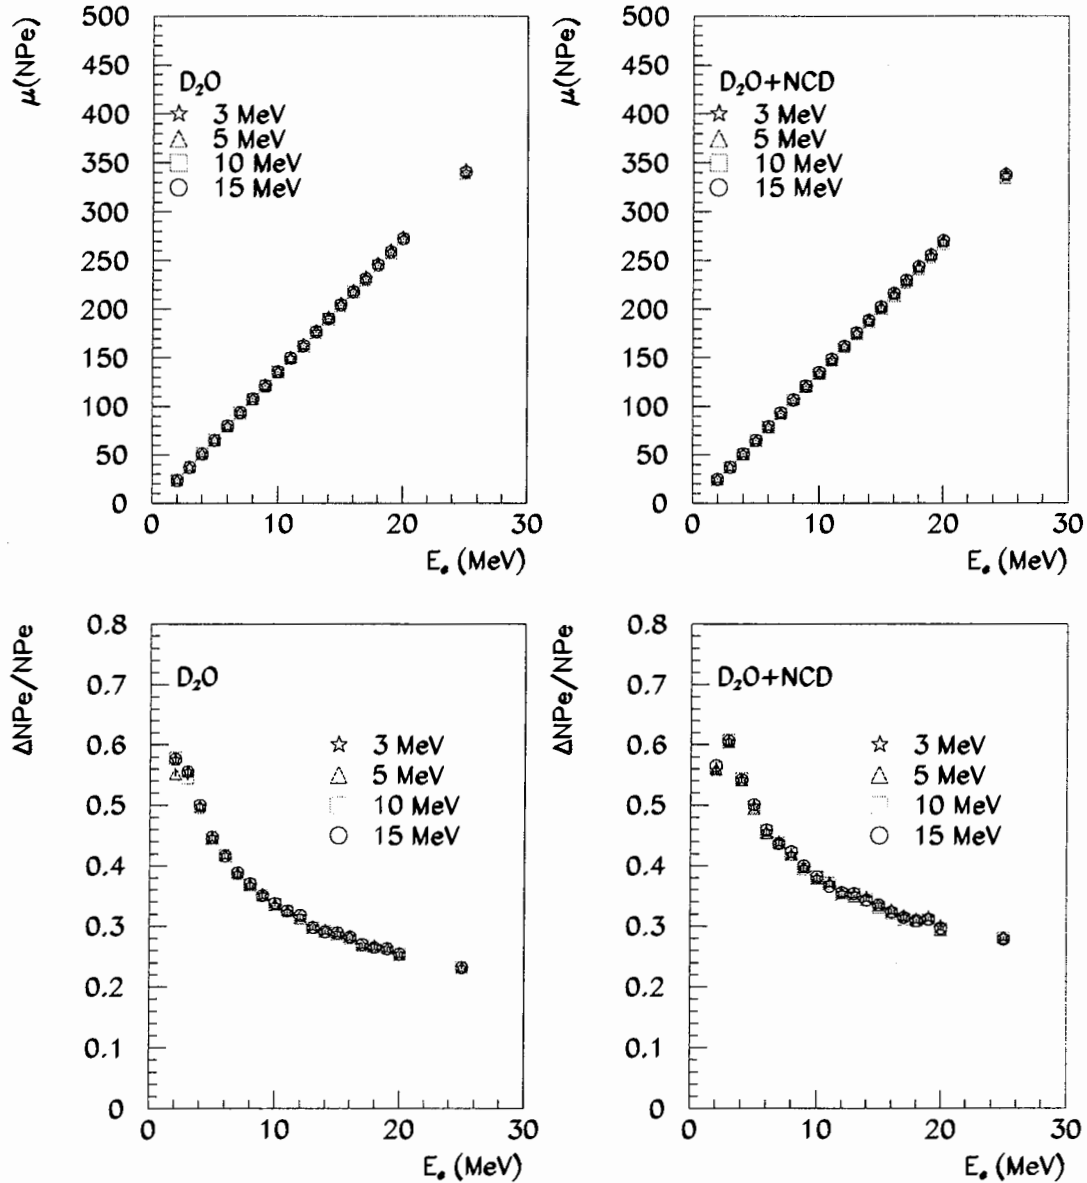 μ(NPe)
500
450
400
350
300
250
200
150
100
50
0
D₂O
3 MeV
5 MeV
10 MeV
15 MeV
0 10 20 30
Eₑ (MeV)
μ(NPe)
500
450
400
350
300
250
200
150
100
50
0
D₂O+NCD
3 MeV
5 MeV
10 MeV
15 MeV
0 10 20 30
Eₑ (MeV)
ΔNPe/NPe
0.8
0.7
0.6
0.5
0.4
0.3
0.2
0.1
0
D₂O
3 MeV
5 MeV
10 MeV
15 MeV
0 10 20 30
Eₑ (MeV)
ΔNPe/NPe
0.8
0.7
0.6
0.5
0.4
0.3
0.2
0.1
0
D₂O+NCD
3 MeV
5 MeV
10 MeV
15 MeV
0 10 20 30
Eₑ (MeV)